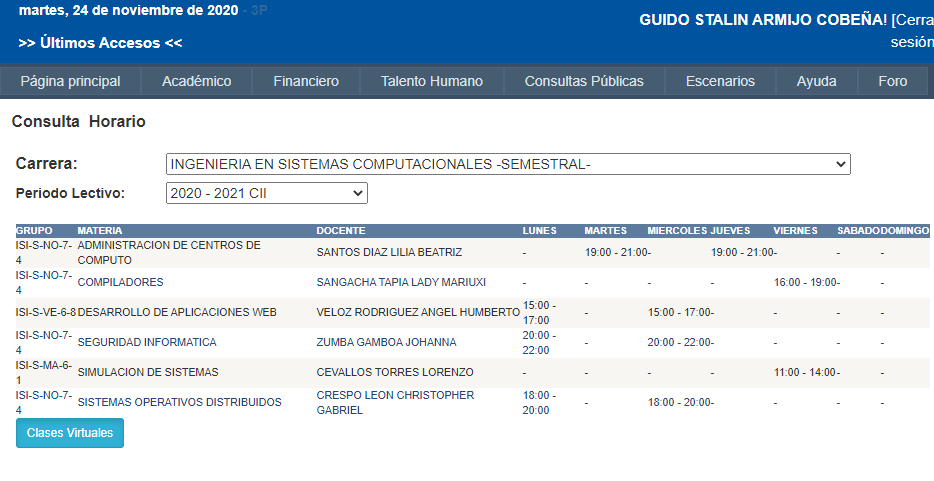 martes, 24 de noviembre de 2020 - 3P
GUIDO STALIN ARMIJO COBEÑA! [Cerra
sesión
>> Últimos Accesos <<
Página principal Académico Financiero Talento Humano Consultas Públicas Escenarios Ayuda Foro
Consulta Horario
Carrera: INGENIERIA EN SISTEMAS COMPUTACIONALES -SEMESTRAL-
Periodo Lectivo: 2020 - 2021 CII
GRUPO MATERIA DOCENTE LUNES MARTES MIERCOLES JUEVES VIERNES SABADO DOMINGO
ISI-S-NO-7-
4 ADMINISTRACION DE CENTROS DE
COMPUTO SANTOS DIAZ LILIA BEATRIZ - 19:00 - 21:00 - 19:00 - 21:00 - - -
ISI-S-NO-7-
4 COMPILADORES SANGACHA TAPIA LADY MARIUXI - - - - 16:00 - 19:00 - -
ISI-S-VE-6-8 DESARROLLO DE APLICACIONES WEB VELOZ RODRIGUEZ ANGEL HUMBERTO 15:00 -
17:00 - 15:00 - 17:00 - - - -
ISI-S-NO-7-
4 SEGURIDAD INFORMATICA ZUMBA GAMBOA JOHANNA 20:00 -
22:00 - 20:00 - 22:00 - - - -
ISI-S-MA-6-
1 SIMULACION DE SISTEMAS CEVALLOS TORRES LORENZO - - - - 11:00 - 14:00 - -
ISI-S-NO-7-
4 SISTEMAS OPERATIVOS DISTRIBUIDOS CRESPO LEON CHRISTOPHER
GABRIEL 18:00 -
20:00 - 18:00 - 20:00 - - - -
Clases Virtuales